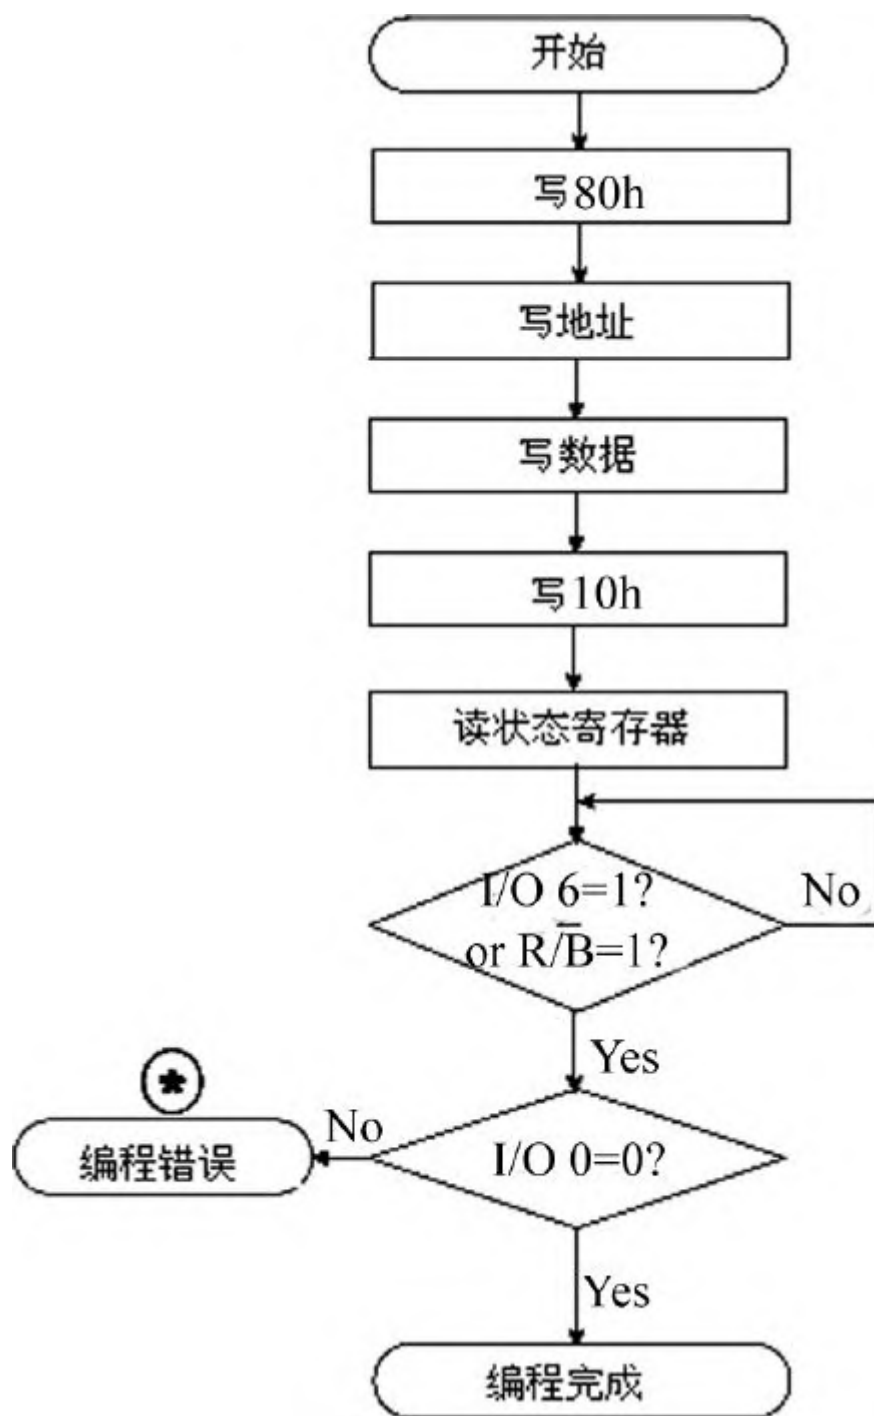 开始
写80h
写地址
写数据
写10h
读状态寄存器
I/O 6=1?
or R/B̅=1?
No
Yes
*
No
编程错误
I/O 0=0?
Yes
编程完成